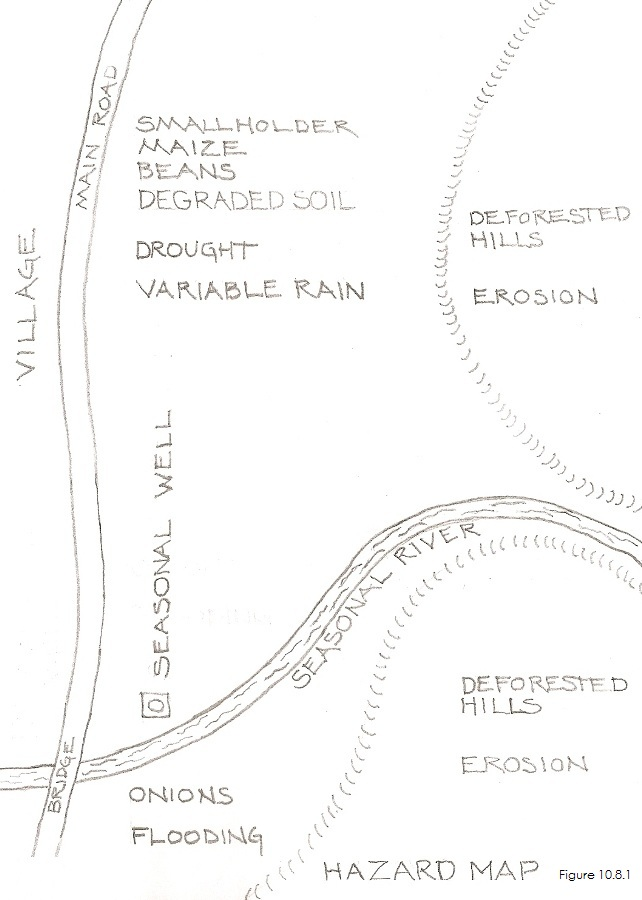 MAIN ROAD
SMALLHOLDER
MAIZE
BEANS
DEGRADED SOIL
DROUGHT
VARIABLE RAIN
VILLAGE
DEFORESTED
HILLS
EROSION
SEASONAL WELL
SEASONAL RIVER
DEFORESTED
HILLS
EROSION
BRIDGE
ONIONS
FLOODING
HAZARD MAP
Figure 10.8.1